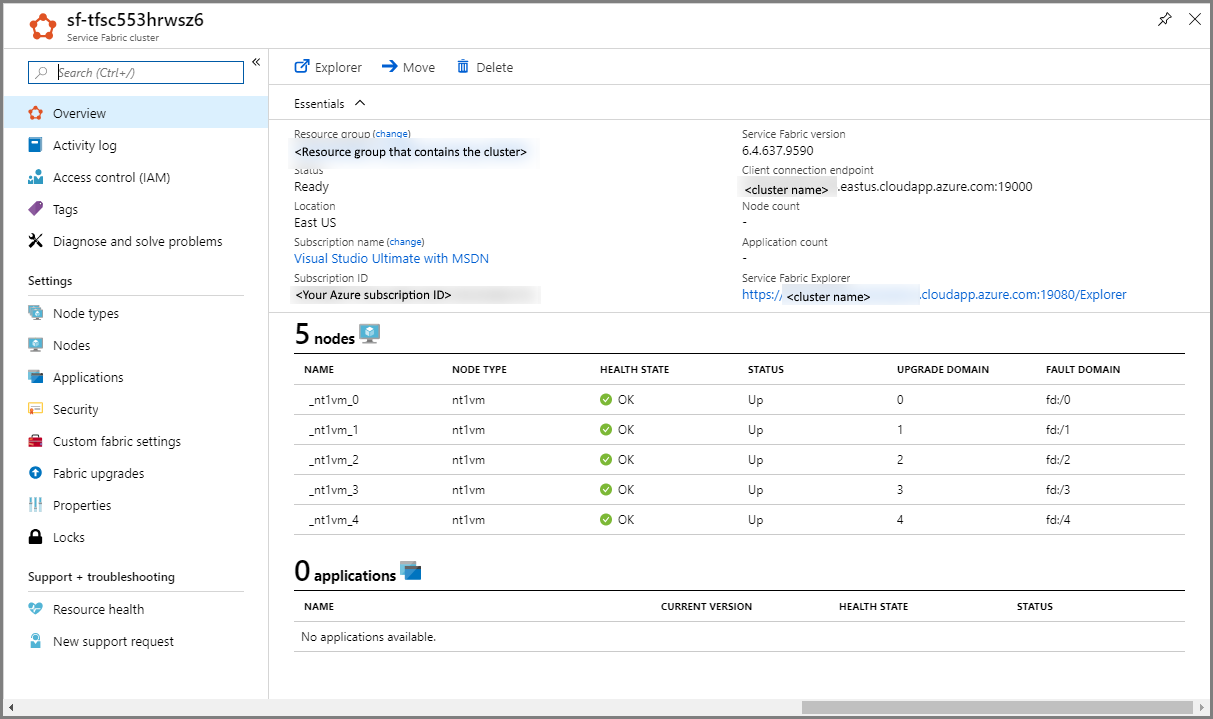 sf-tfsc553hrwsz6
Service Fabric cluster
Search (Ctrl+/)
«
Overview
Activity log
Access control (IAM)
Tags
Diagnose and solve problems
Settings
Node types
Nodes
Applications
Security
Custom fabric settings
Fabric upgrades
Properties
Locks
Support + troubleshooting
Resource health
New support request
Explorer Move Delete
Essentials
Resource group (change)
<Resource group that contains the cluster>
Status
Ready
Location
East US
Subscription name (change)
Visual Studio Ultimate with MSDN
Subscription ID
<Your Azure subscription ID>
Service Fabric version
6.4.637.9590
Client connection endpoint
<cluster name> .eastus.cloudapp.azure.com:19000
Node count
-
Application count
-
Service Fabric Explorer
https:// <cluster name> .cloudapp.azure.com:19080/Explorer
5 nodes
NAME NODE TYPE HEALTH STATE STATUS UPGRADE DOMAIN FAULT DOMAIN
_nt1vm_0 nt1vm OK Up 0 fd:/0
_nt1vm_1 nt1vm OK Up 1 fd:/1
_nt1vm_2 nt1vm OK Up 2 fd:/2
_nt1vm_3 nt1vm OK Up 3 fd:/3
_nt1vm_4 nt1vm OK Up 4 fd:/4
0 applications
NAME CURRENT VERSION HEALTH STATE STATUS
No applications available.